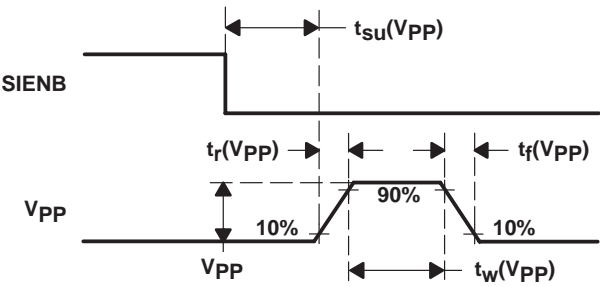 tsu(VPP)
SIENB
tr(VPP)
tf(VPP)
90%
VPP
10%
10%
VPP
tw(VPP)